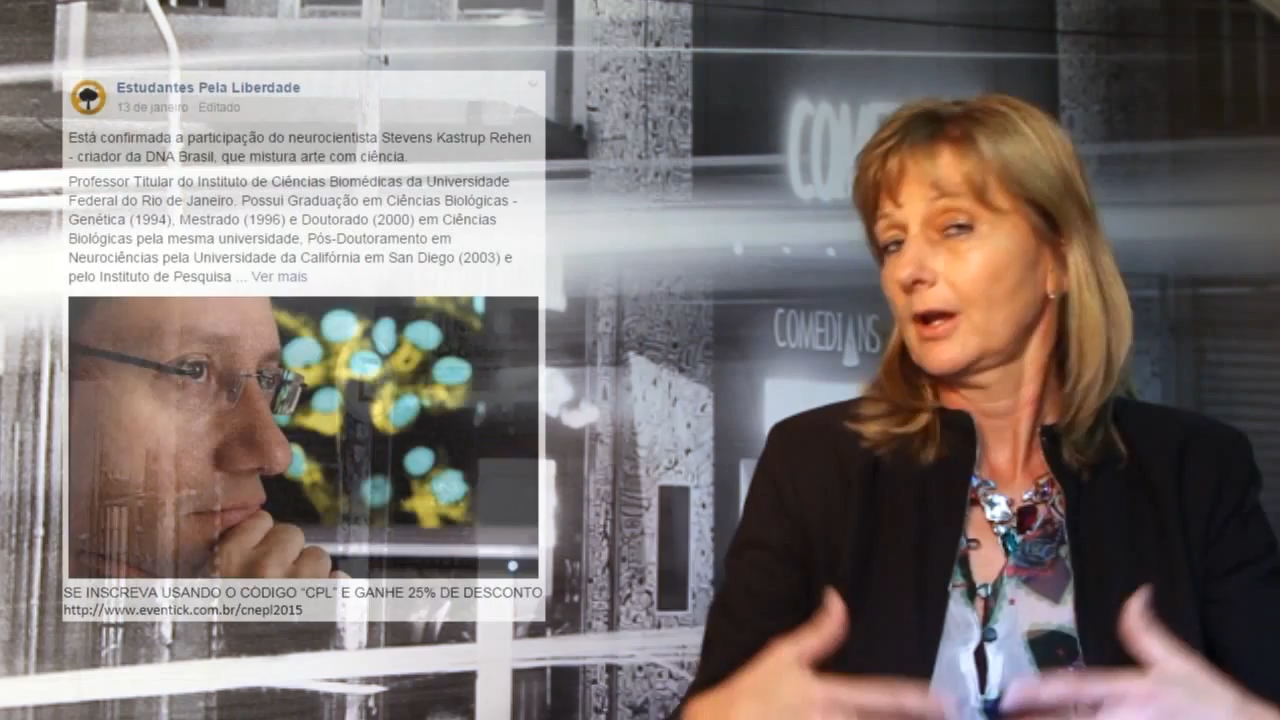 Estudantes Pela Liberdade
13 de janeiro · Editado
Está confirmada a participação do neurocientista Stevens Kastrup Rehen
- criador da DNA Brasil, que mistura arte com ciência.
Professor Titular do Instituto de Ciências Biomédicas da Universidade
Federal do Rio de Janeiro. Possui Graduação em Ciências Biológicas -
Genética (1994), Mestrado (1996) e Doutorado (2000) em Ciências
Biológicas pela mesma universidade, Pós-Doutoramento em
Neurociências pela Universidade da Califórnia em San Diego (2003) e
pelo Instituto de Pesquisa ... Ver mais
SE INSCREVA USANDO O CÓDIGO “CPL” E GANHE 25% DE DESCONTO
http://www.eventick.com.br/cnepl2015
COMEDIANS